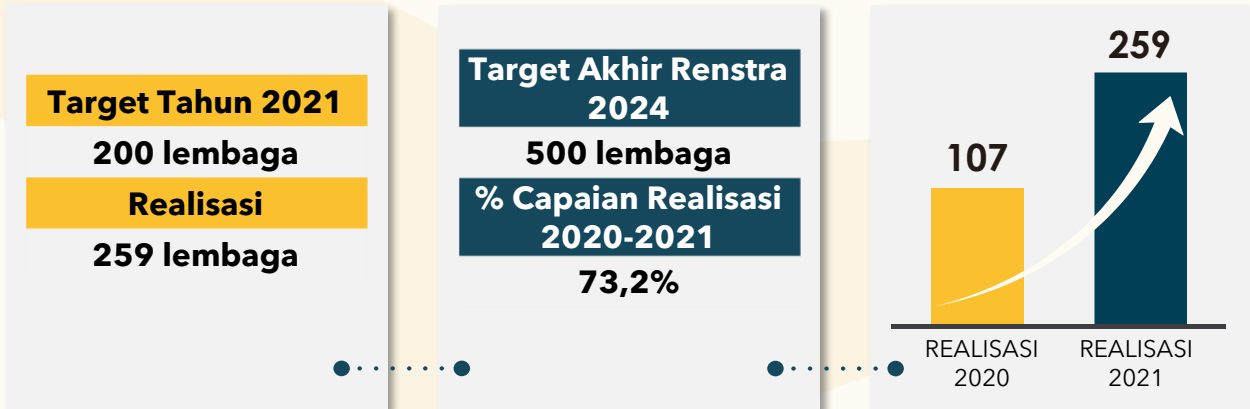 Target Tahun 2021
200 lembaga
Realisasi
259 lembaga
Target Akhir Renstra
2024
500 lembaga
% Capaian Realisasi
2020-2021
73,2%
259
107
REALISASI
2020
REALISASI
2021